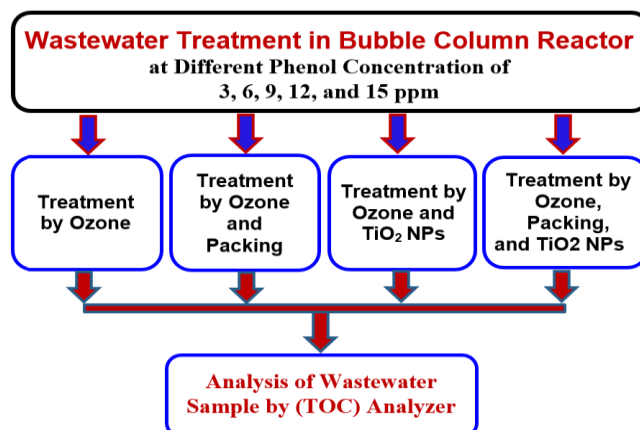 Wastewater Treatment in Bubble Column Reactor
at Different Phenol Concentration of
3, 6, 9, 12, and 15 ppm
Treatment
by Ozone
Treatment
by Ozone
and
Packing
Treatment by
Ozone and
TiO₂ NPs
Treatment by
Ozone,
Packing,
and TiO2 NPs
Analysis of Wastewater
Sample by (TOC) Analyzer